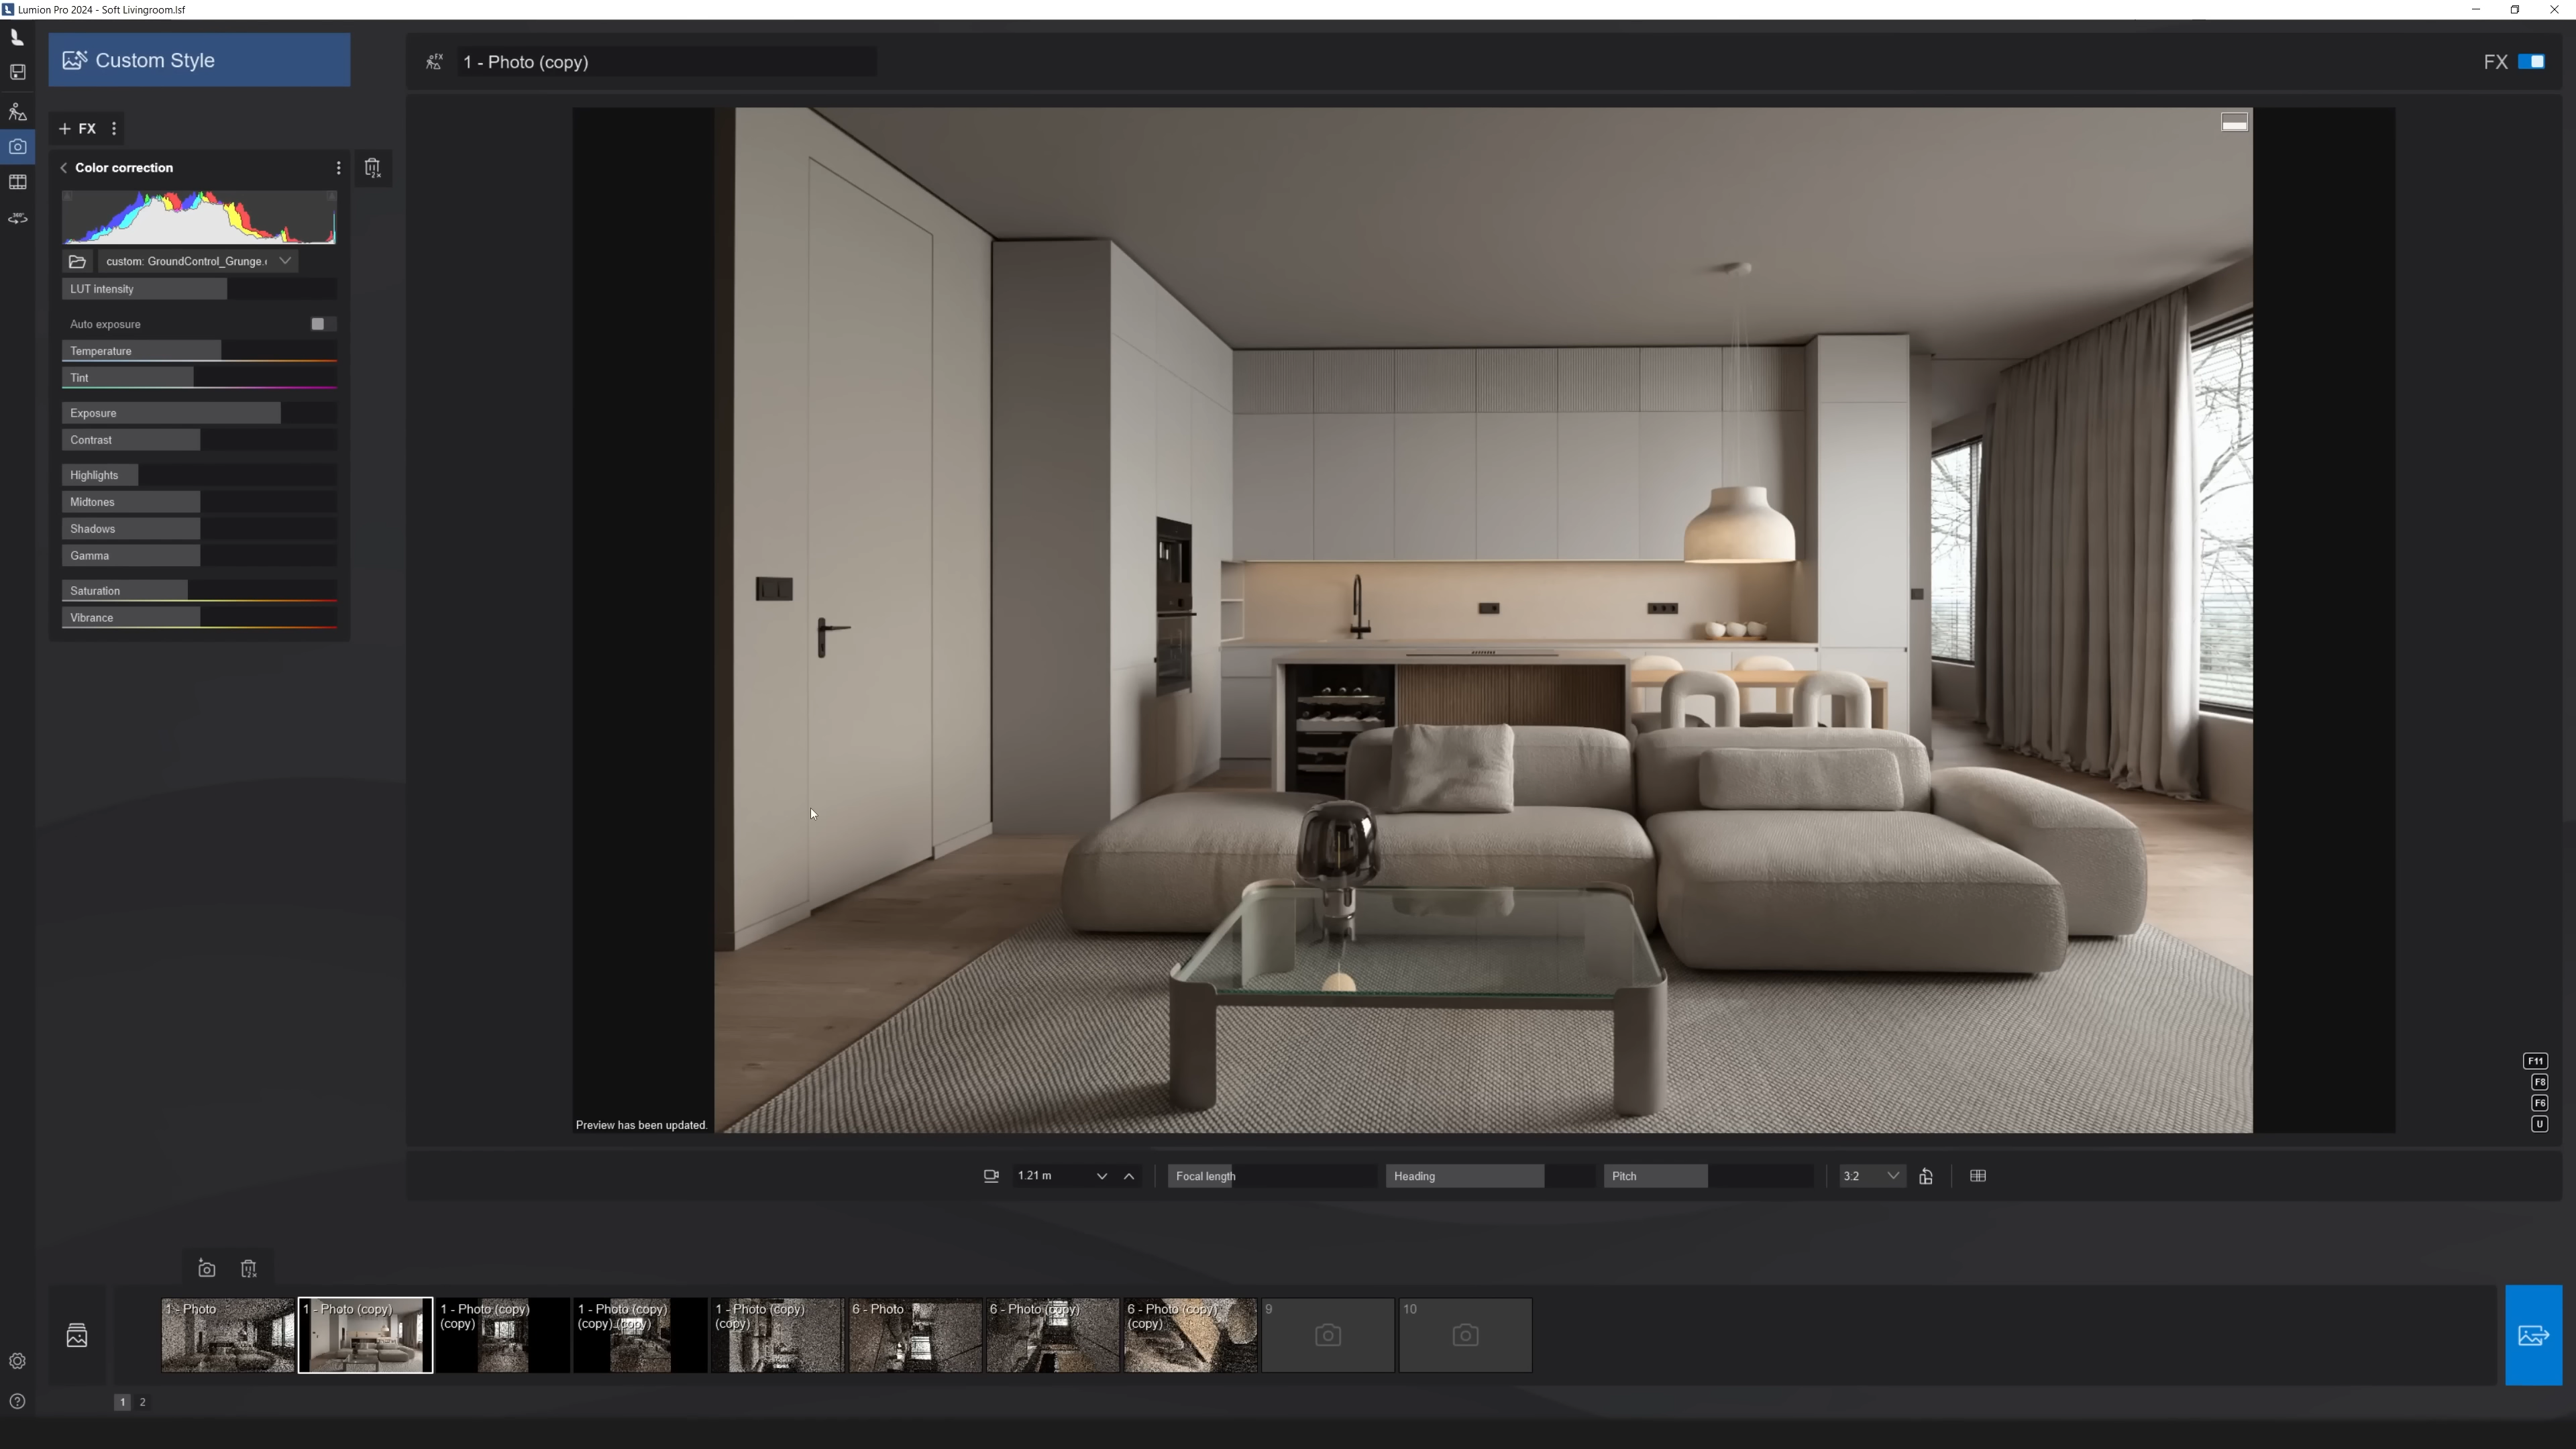 Lumion Pro 2024 - Soft Livingroom.lsf
Custom Style
FX
1 - Photo (copy)
FX
+ FX
Color correction
custom: GroundControl_Grunge.
LUT intensity
Auto exposure
Temperature
Tint
Exposure
Contrast
Highlights
Midtones
Shadows
Gamma
Saturation
Vibrance
360°
F11
F8
F6
U
Preview has been updated.
1.21 m
Focal length
Heading
Pitch
3:2
1 - Photo
1 - Photo (copy)
1 - Photo (copy)
(copy)
1 - Photo (copy)
(copy) (copy)
1 - Photo (copy)
(copy)
6 - Photo
6 - Photo (copy)
6 - Photo (copy)
(copy)
9
10
1
2